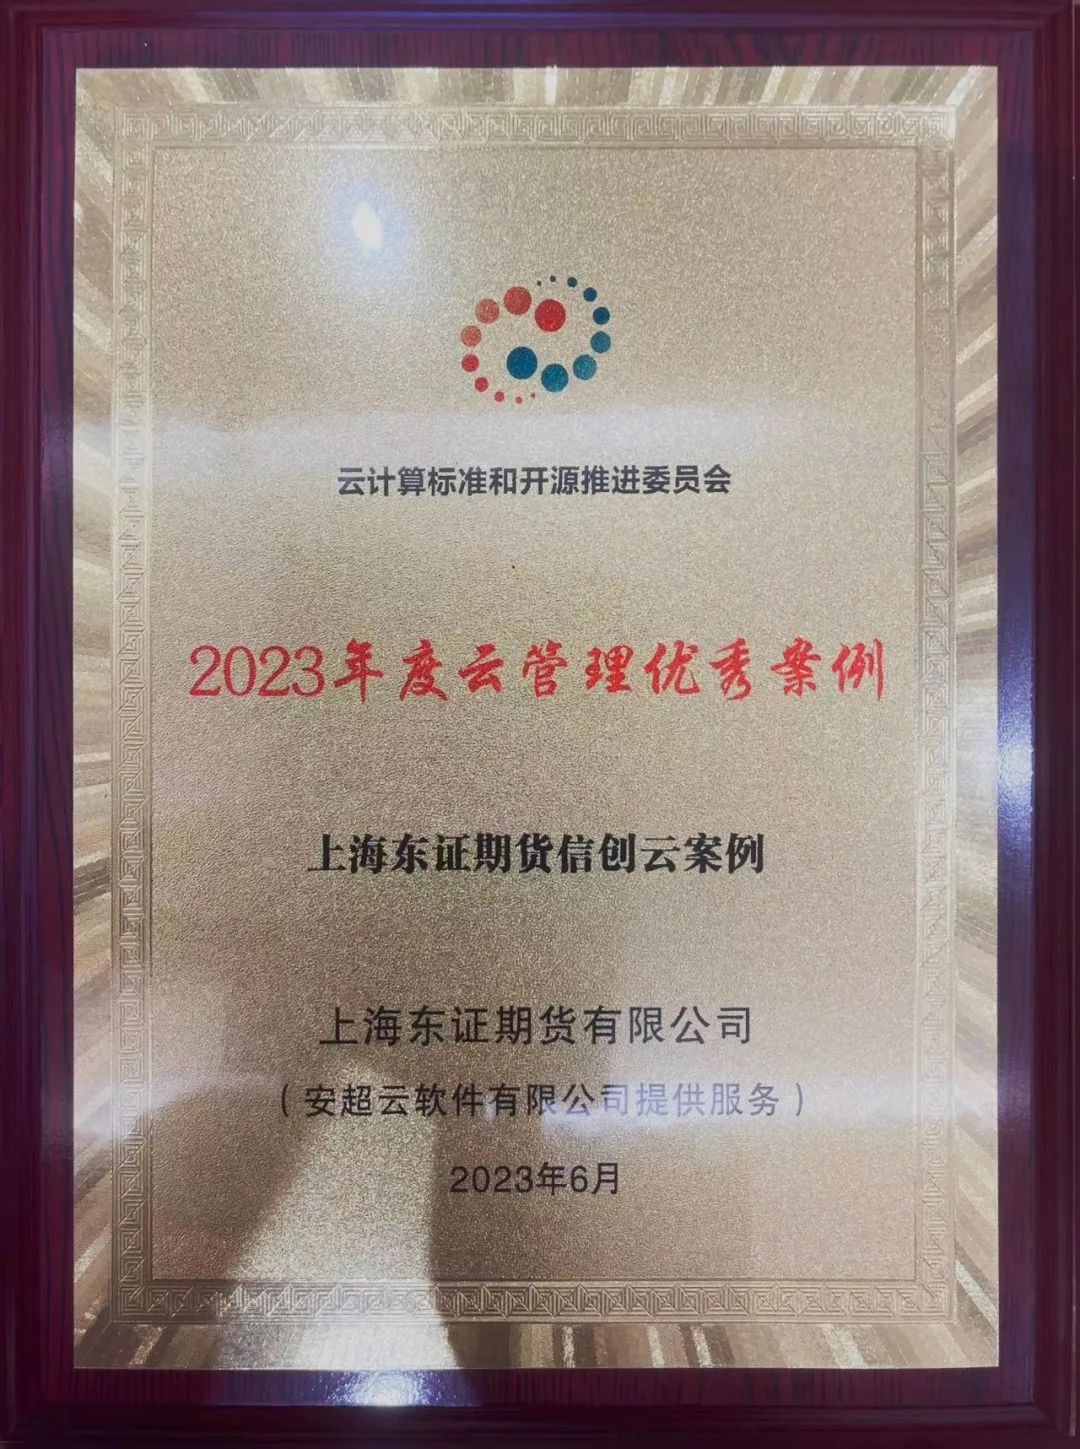 云计算标准和开源推进委员会
2023年度云管理优秀案例
上海东证期货信创云案例
上海东证期货有限公司
（安超云软件有限公司提供服务）
2023年6月